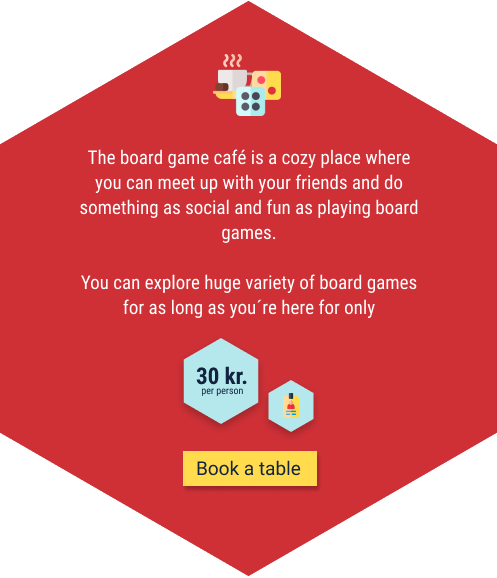 The board game café is a cozy place where
you can meet up with your friends and do
something as social and fun as playing board
games.
You can explore huge variety of board games
for as long as you´re here for only
30 kr.
per person
Book a table